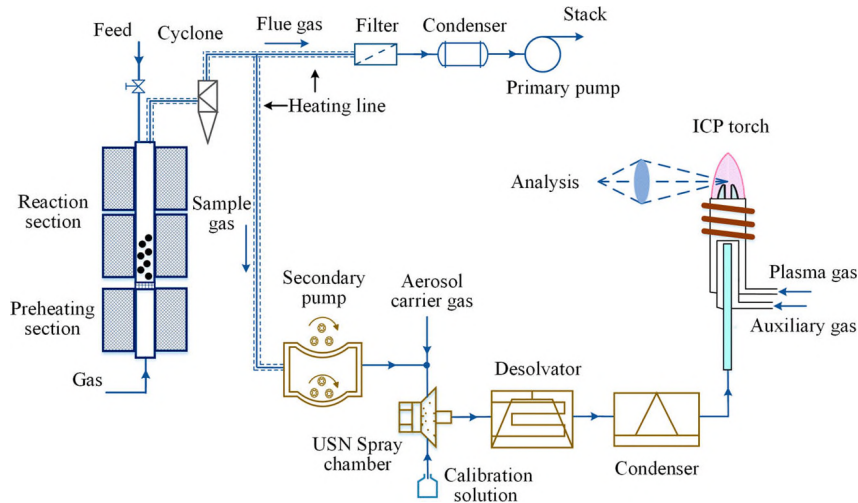 Feed
Cyclone
Flue gas
Filter
Condenser
Stack
Primary pump
Heating line
ICP torch
Analysis
Reaction
section
Sample
gas
Preheating
section
Gas
Secondary
pump
Aerosol
carrier gas
Plasma gas
Auxiliary gas
Desolvator
USN Spray
chamber
Calibration
solution
Condenser